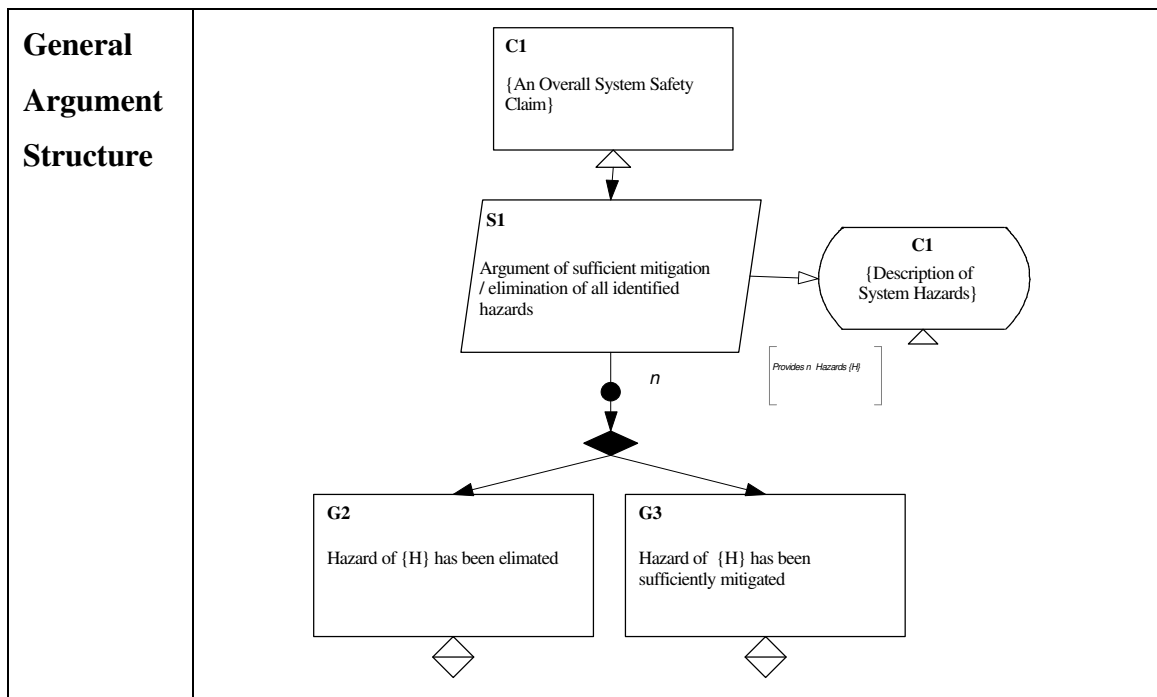 General
Argument
Structure
C1
{An Overall System Safety
Claim}
S1
Argument of sufficient mitigation
/ elimination of all identified
hazards
C1
{Description of
System Hazards}
n
Provides n Hazards {H}
G2
Hazard of {H} has been elimated
G3
Hazard of {H} has been
sufficiently mitigated